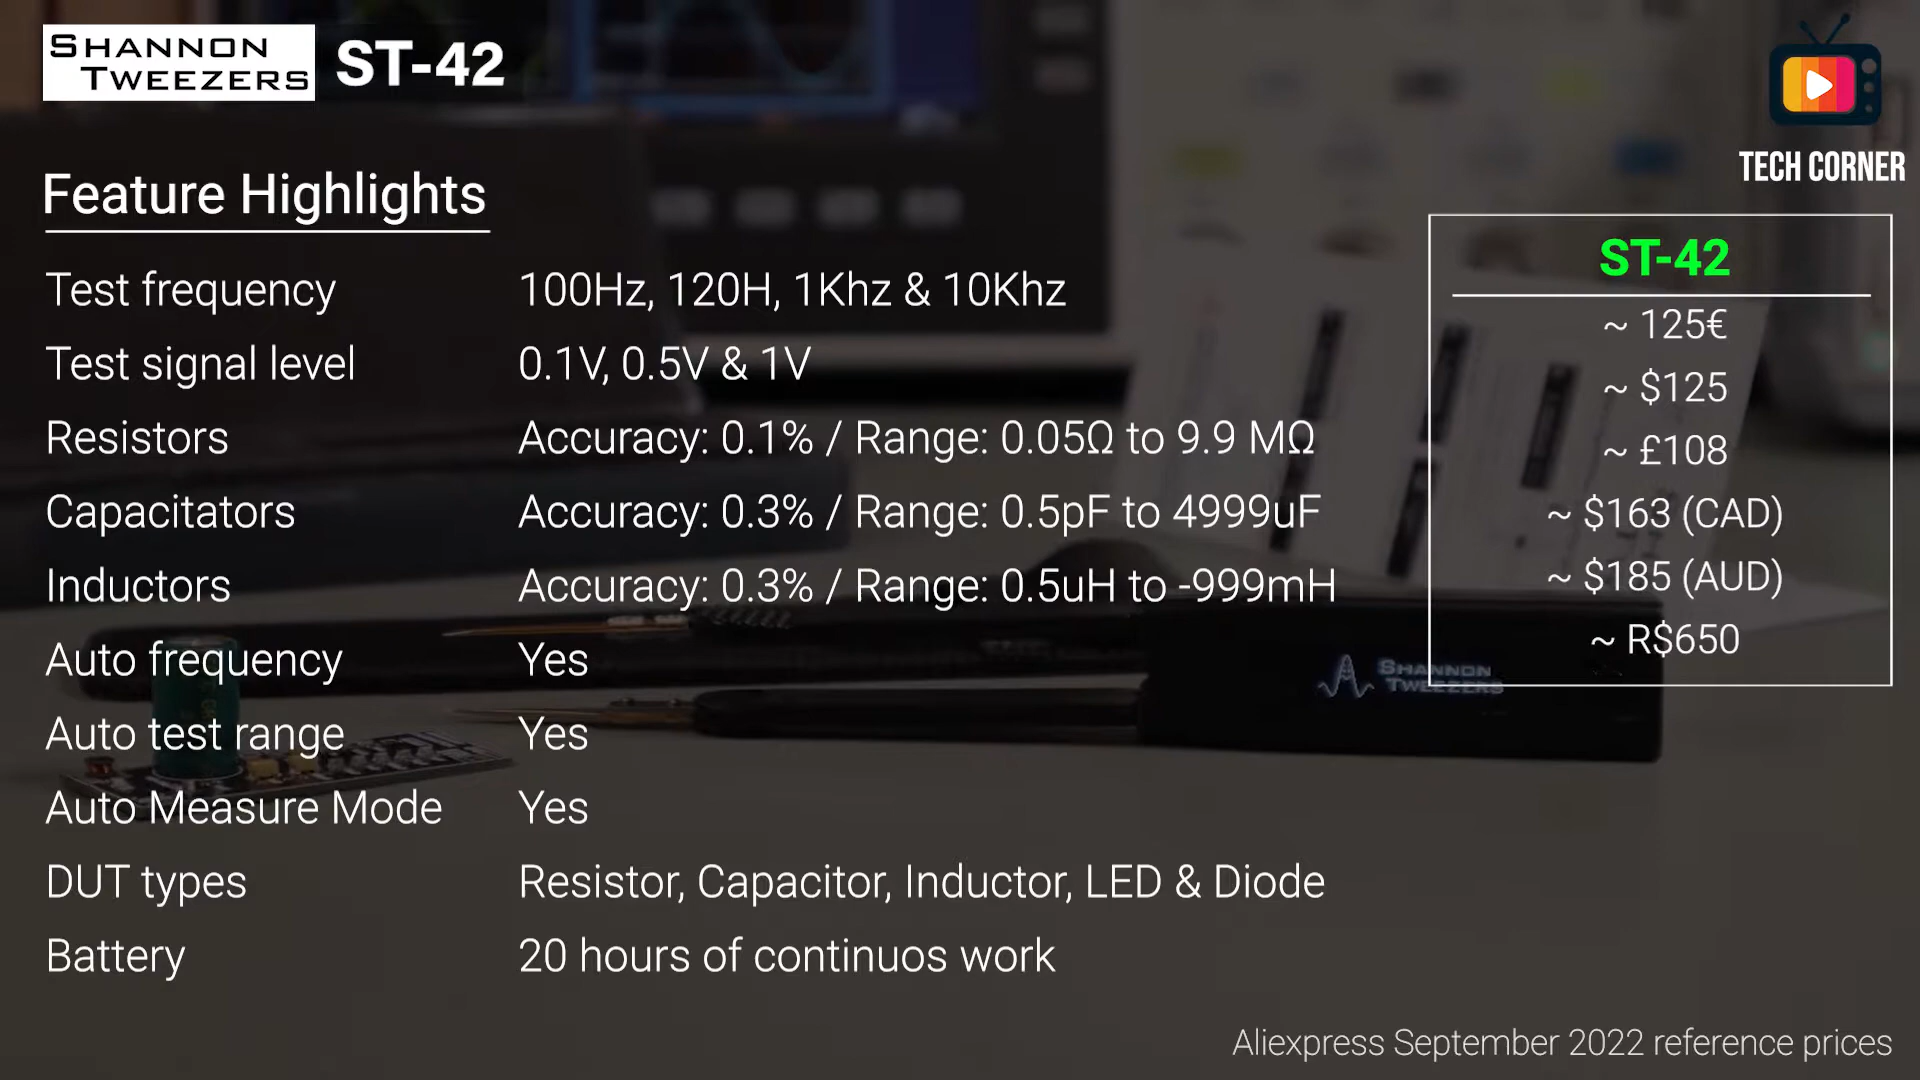 SHANNON
TWEEZERS
ST-42
TECH CORNER
Feature Highlights
Test frequency 100Hz, 120H, 1Khz & 10Khz
Test signal level 0.1V, 0.5V & 1V
Resistors Accuracy: 0.1% / Range: 0.05Ω to 9.9 MΩ
Capacitators Accuracy: 0.3% / Range: 0.5pF to 4999uF
Inductors Accuracy: 0.3% / Range: 0.5uH to -999mH
Auto frequency Yes
Auto test range Yes
Auto Measure Mode Yes
DUT types Resistor, Capacitor, Inductor, LED & Diode
Battery 20 hours of continuos work
ST-42
~ 125€
~ $125
~ £108
~ $163 (CAD)
~ $185 (AUD)
~ R$650
SHANNON
TWEEZERS
Aliexpress September 2022 reference prices